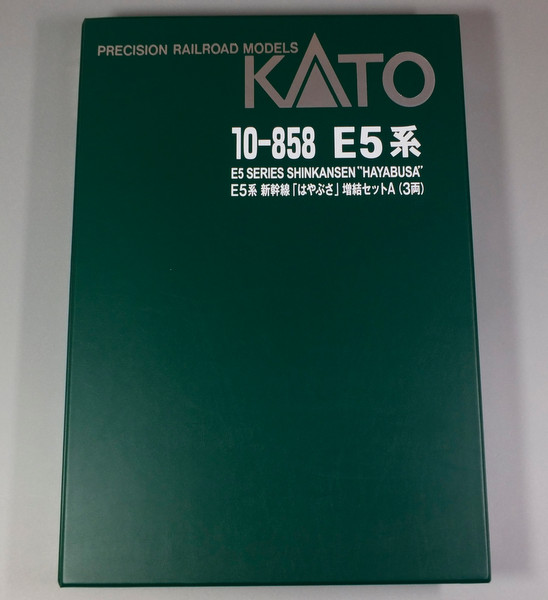 PRECISION RAILROAD MODELS
KATO
10-858 E5系
E5 SERIES SHINKANSEN "HAYABUSA"
E5系 新幹線「はやぶさ」増結セットA(3両)